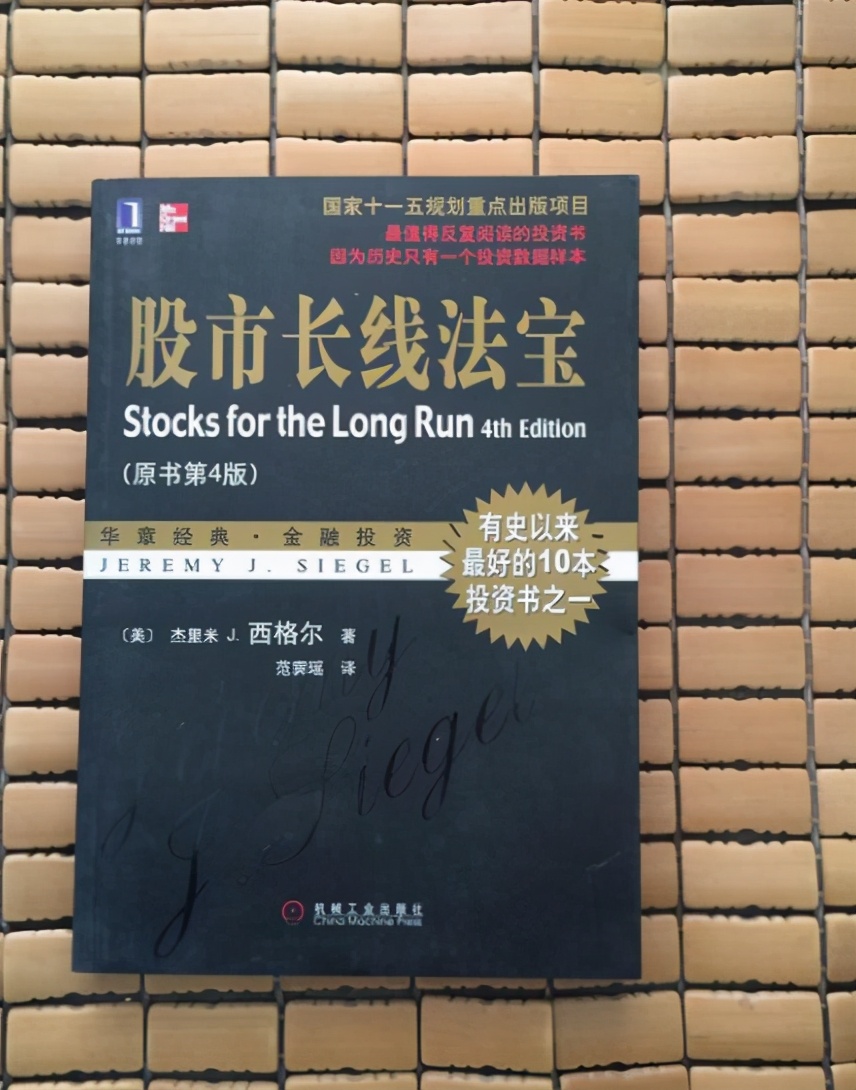 国家十一五规划重点出版项目
最值得反复阅读的投资书
因为历史只有一个投资数据样本
股市长线法宝
Stocks for the Long Run 4th Edition
（原书第4版）
华章经典·金融投资
JEREMY J. SIEGEL
有史以来
最好的10本
投资书之一
〔美〕 杰里米 J. 西格尔 著
译
J. Siegel
机械工业出版社
China Machine Press